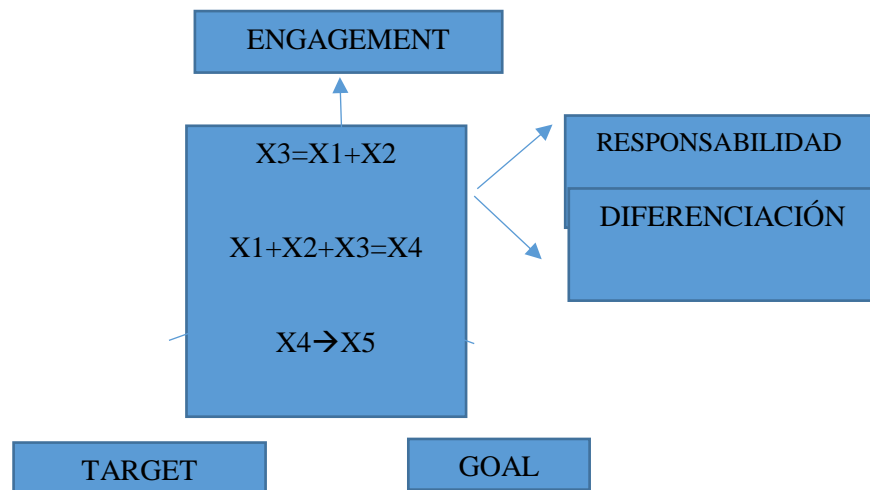 ENGAGEMENT
X3=X1+X2
X1+X2+X3=X4
X4→X5
RESPONSABILIDAD
DIFERENCIACIÓN
TARGET
GOAL